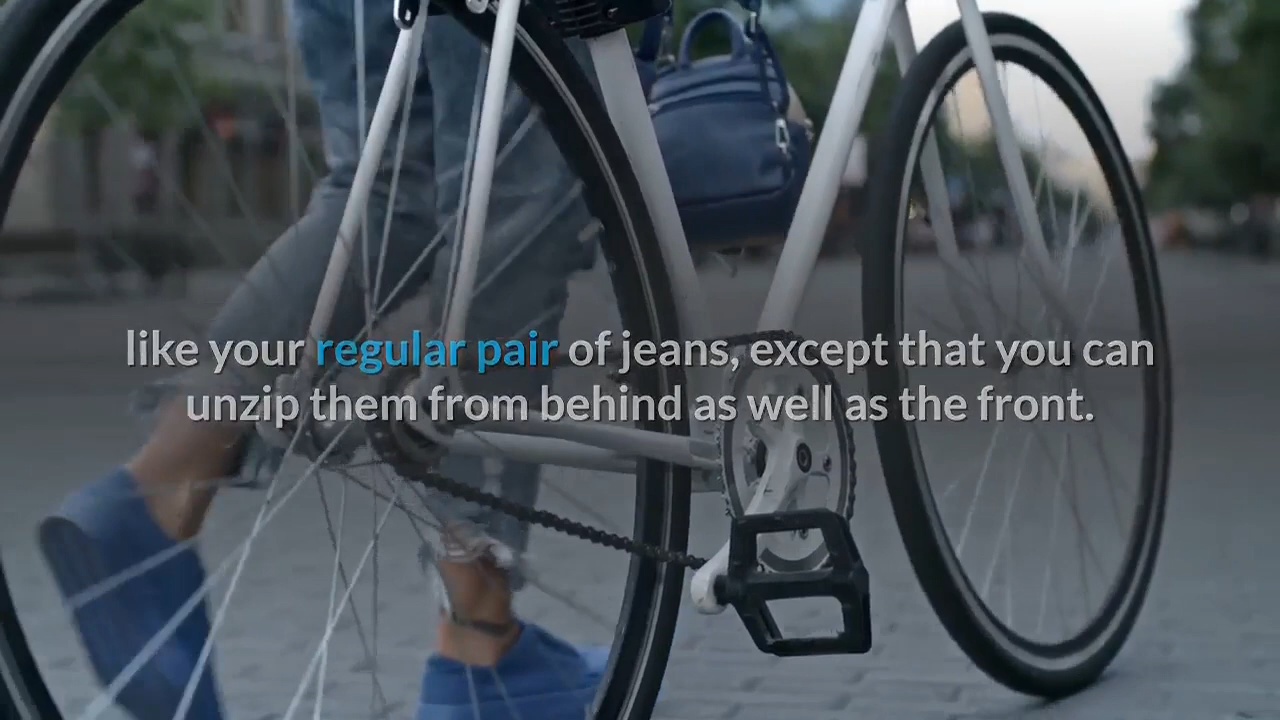 like your regular pair of jeans, except that you can
unzip them from behind as well as the front.